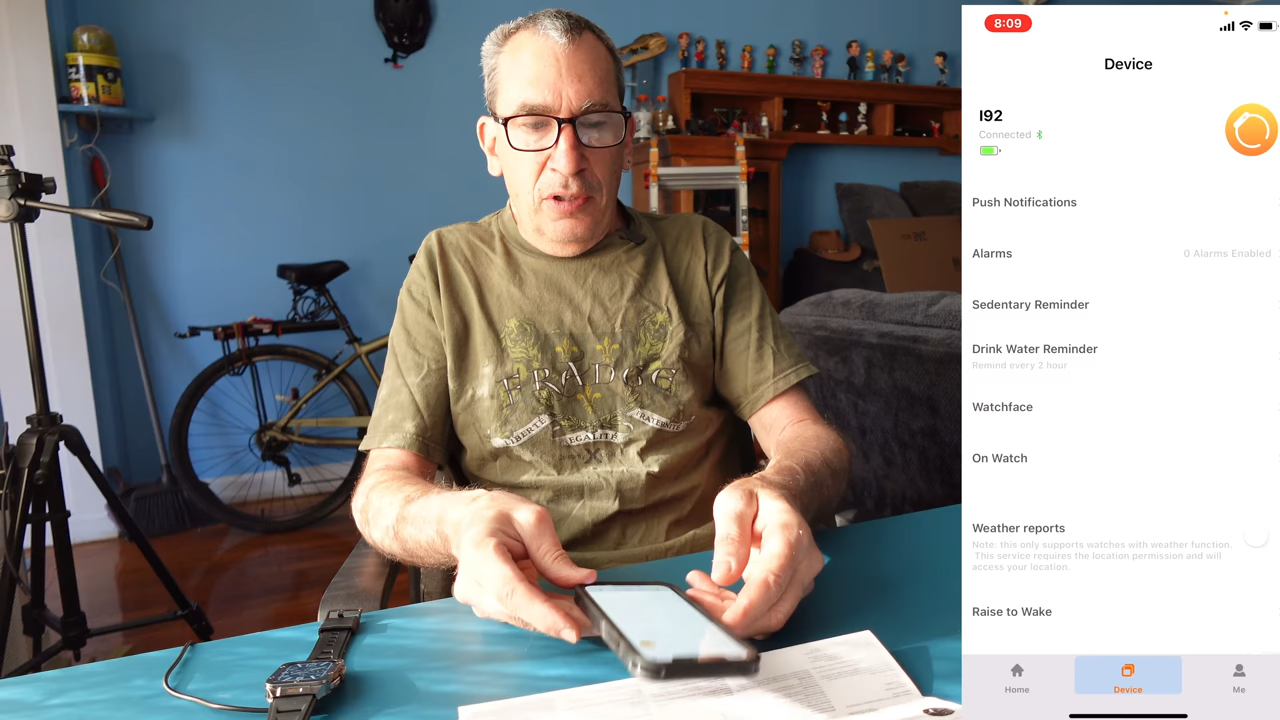 8:09
Device
I92
Connected
Push Notifications
Alarms
0 Alarms Enabled
Sedentary Reminder
Drink Water Reminder
Remind every 2 hour
Watchface
On Watch
Weather reports
Note: this only supports watches with weather function.
This service requires the location permission and will
access your location.
Raise to Wake
Home
Device
Me
FRADGE
LIBERTÉ
EGALITÉ
FRATERNITÉ